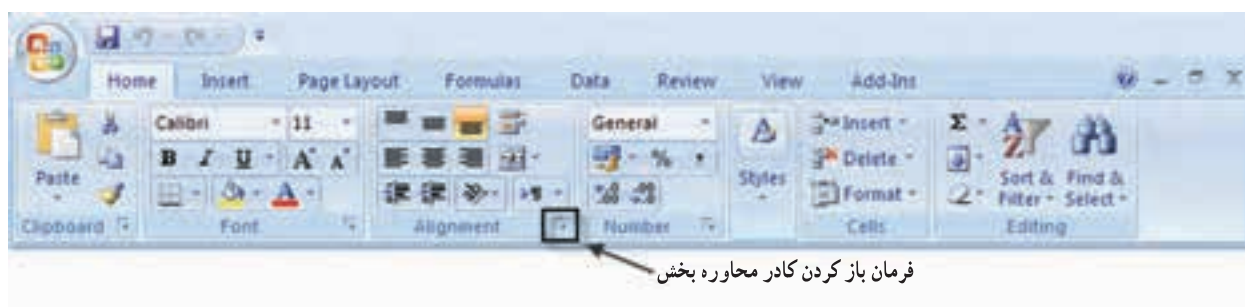 Home Insert Page Layout Formulas Data Review View Add-Ins
Calibri 11 General Insert
B I U A A % , Delete
Paste Styles Format Sort & Filter Find & Select
Clipboard Font Alignment Number Cells Editing
فرمان باز کردن کادر محاوره بخش